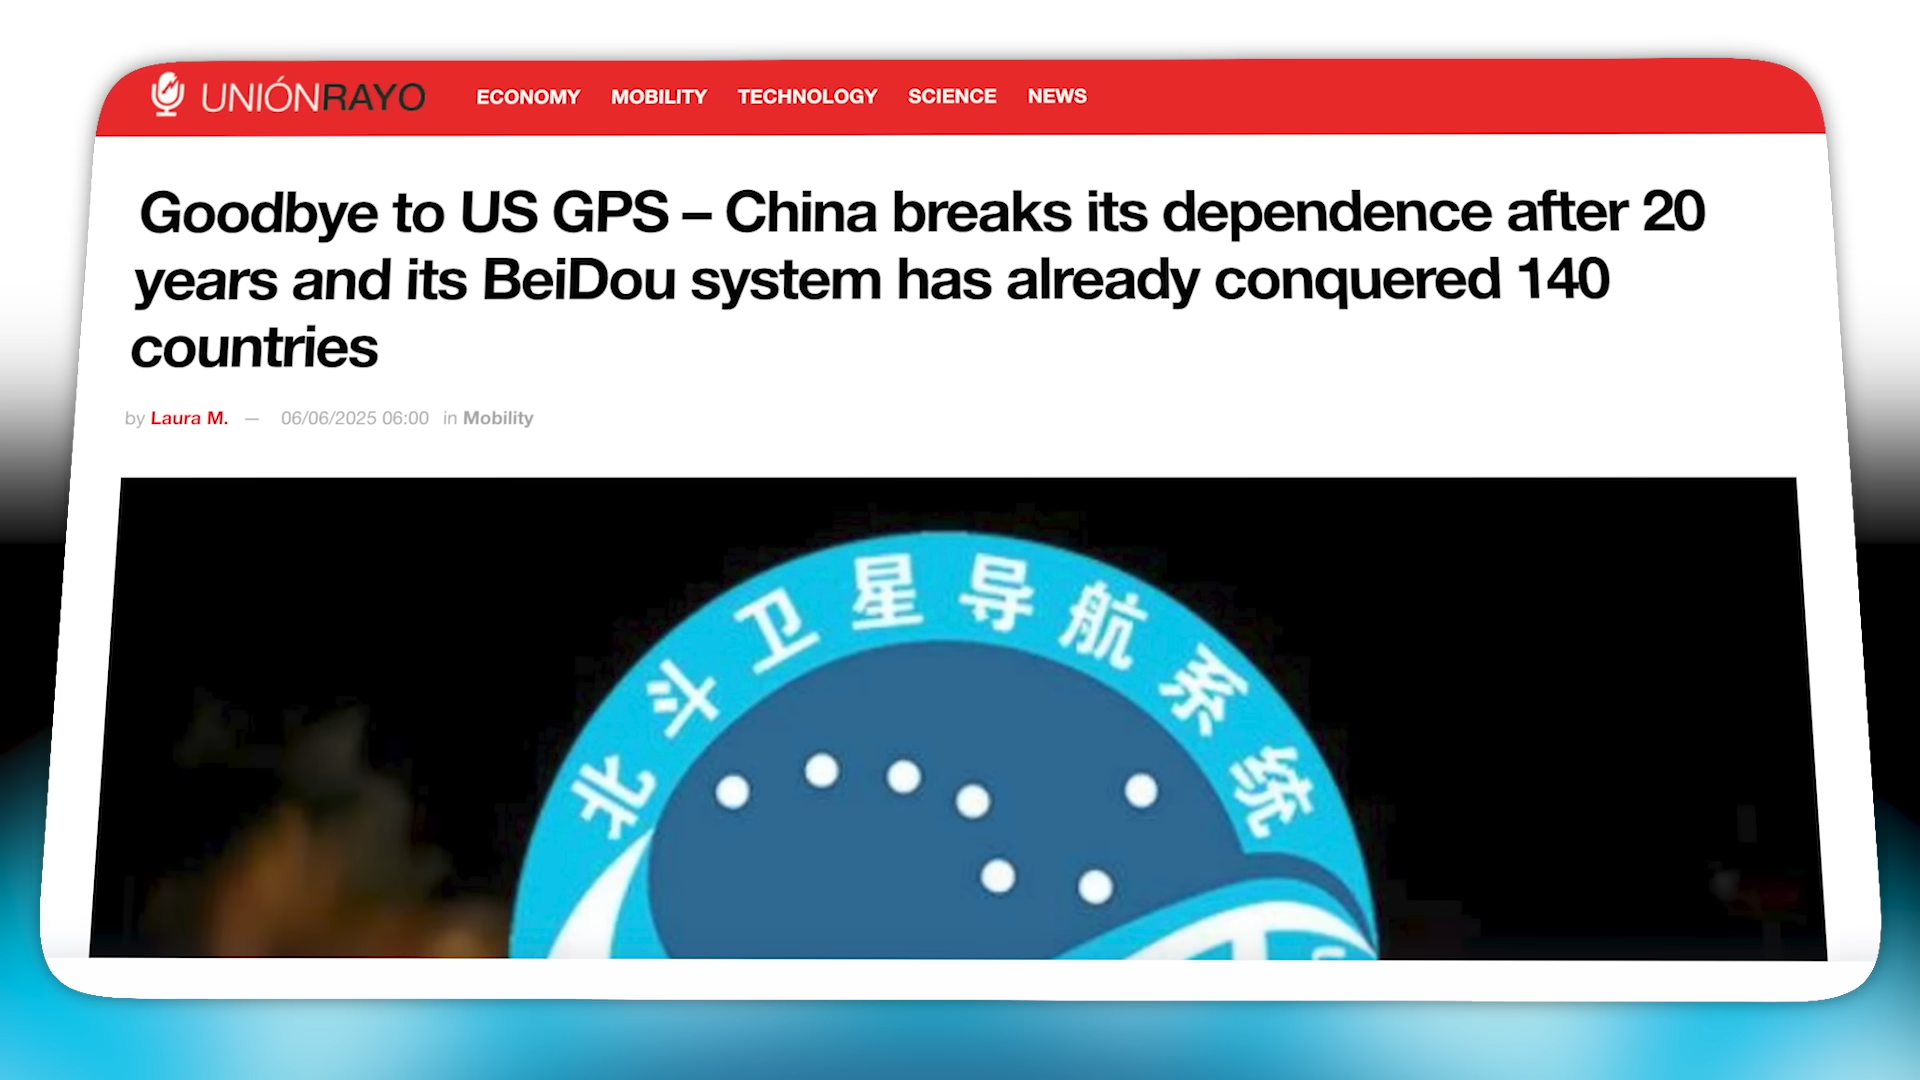 UNIÓNRAYO ECONOMY MOBILITY TECHNOLOGY SCIENCE NEWS
Goodbye to US GPS – China breaks its dependence after 20
years and its BeiDou system has already conquered 140
countries
by Laura M. — 06/06/2025 06:00 in Mobility
北斗卫星导航系统